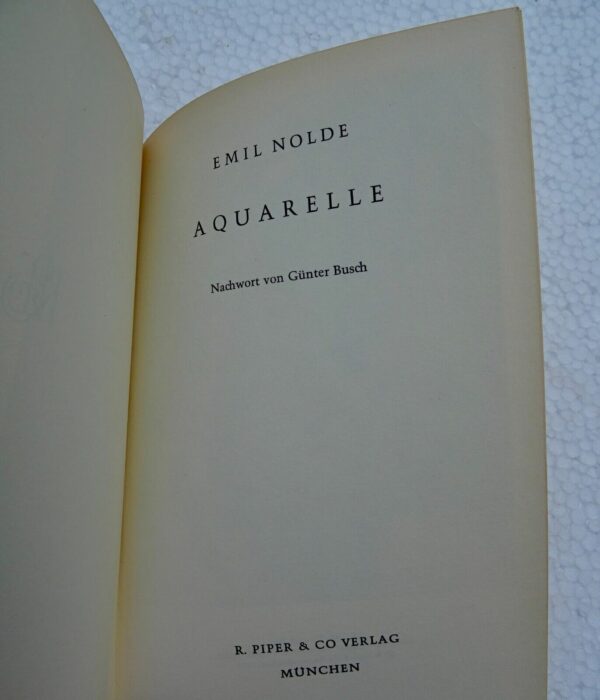 EMIL NOLDE
AQUARELLE
Nachwort von Günter Busch
R. PIPER & CO VERLAG
MÜNCHEN